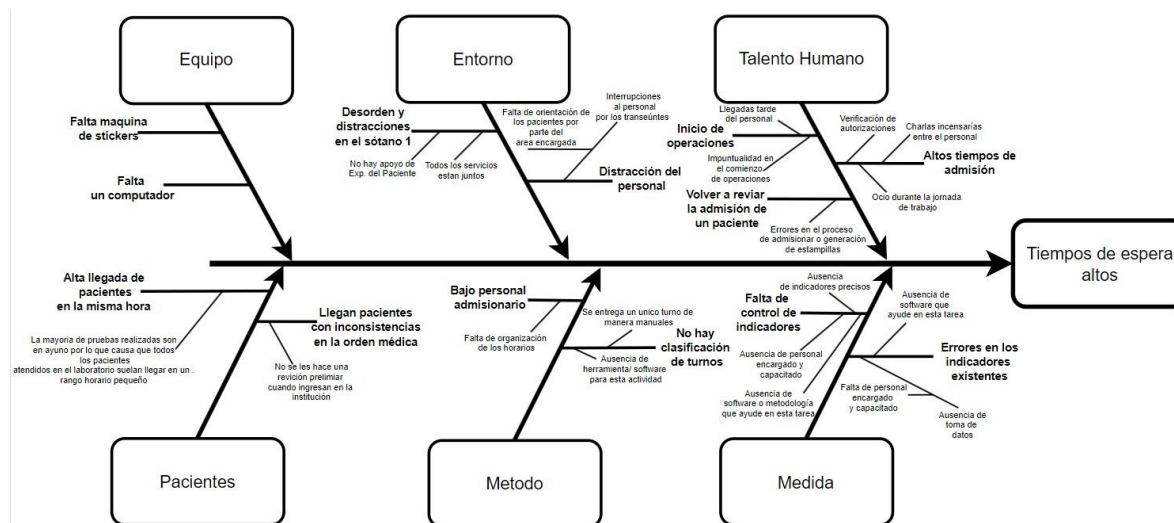 Equipo
Entorno
Talento Humano
Falta maquina
de stickers
Falta
un computador
Desorden y
distracciones
en el sótano 1
No hay apoyo de
Exp. del Paciente
Todos los servicios
estan juntos
Falta de orientación de
los pacientes por
parte del
area encargada
Interrupciones
al personal
por los transeúntes
Distracción del
personal
Llegadas tarde
del personal
Inicio de
operaciones
Impuntualidad en
el comienzo
de operaciones
Volver a reviar
la admisión de
un paciente
Errores en el proceso
de admisionar o generación
de estampillas
Verificación de
autorizaciones
Charlas incensarías
entre el personal
Altos tiempos de
admisión
Ocio durante la jornada
de trabajo
Tiempos de espera
altos
Alta llegada de
pacientes
en la misma hora
La mayoria de pruebas realizadas son
en ayuno por lo que causa que todos
los pacientes
atendidos en el laboratorio suelan llegar en un .
rango horario pequeño
Llegan pacientes
con inconsistencias
en la orden médica
No se les hace una
revición prelimiar
cuando ingresan en la
institución
Bajo personal
admisionario
Falta de organización
de los horarios
Se entrega un unico turno de
manera manuales
No hay
clasificación de
turnos
Ausencia de
herramienta/ software
para esta actividad
Ausencia
de indicadores precisos
Falta de
control de
indicadores
Ausencia de personal
encargado y
capacitado
Ausencia de
software o metodología
que ayude en esta tarea
Ausencia de
software que
ayude en esta tarea
Errores en los
indicadores
existentes
Falta de personal
encargado
y capacitado
Ausencia de
toma de
datos
Pacientes
Metodo
Medida